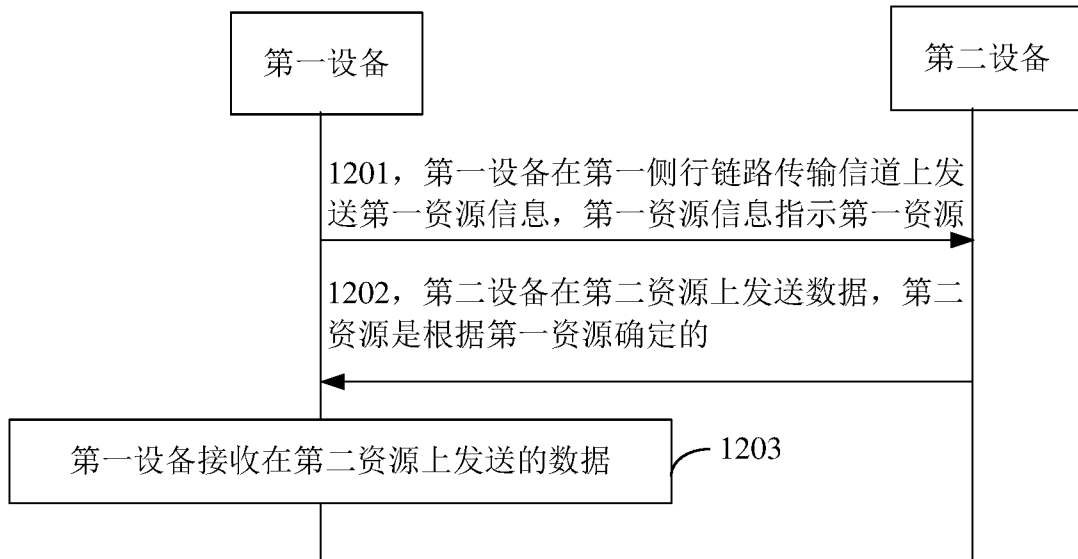 第一设备
第二设备
1201，第一设备在第一侧行链路传输信道上发
送第一资源信息，第一资源信息指示第一资源
1202，第二设备在第二资源上发送数据，第二
资源是根据第一资源确定的
第一设备接收在第二资源上发送的数据
1203